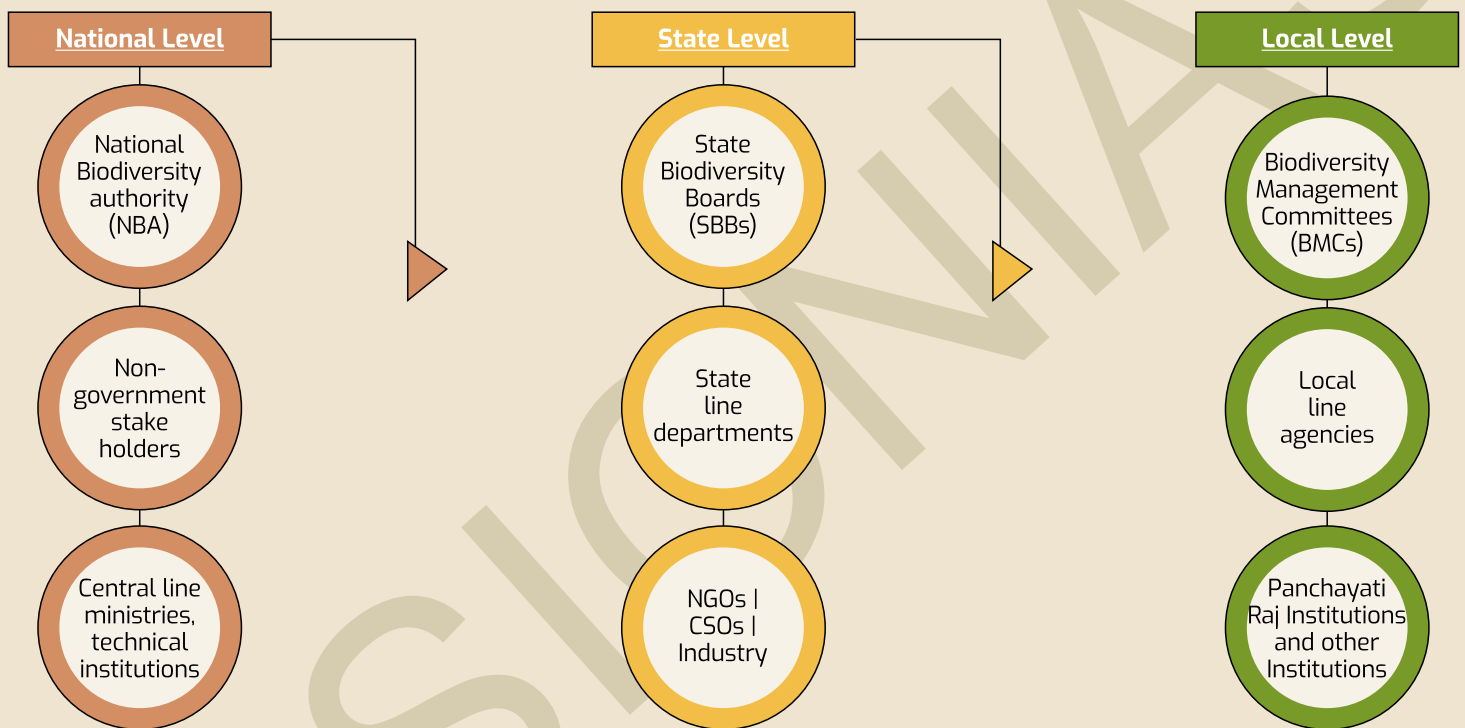 National Level
National
Biodiversity
authority
(NBA)
Non-
government
stake
holders
Central line
ministries,
technical
institutions
State Level
State
Biodiversity
Boards
(SBBs)
State
line
departments
NGOs |
CSOs |
Industry
Local Level
Biodiversity
Management
Committees
(BMCs)
Local
line
agencies
Panchayati
Raj Institutions
and other
Institutions